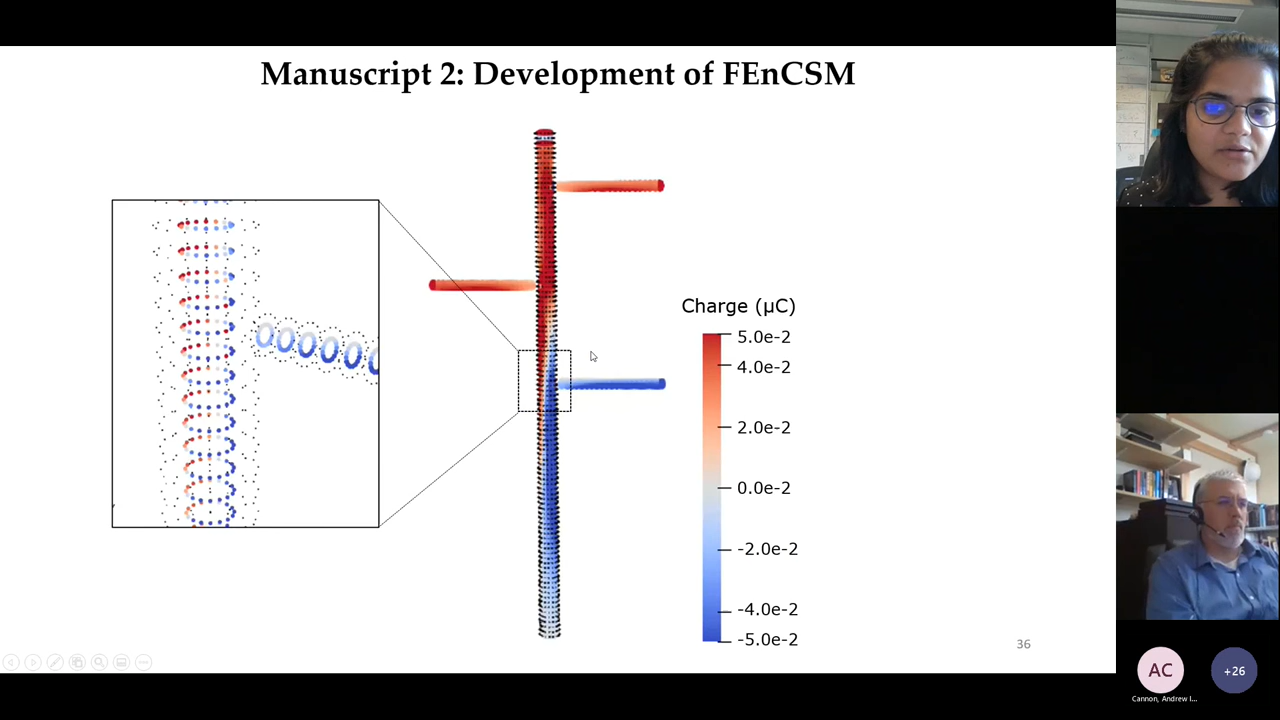 Manuscript 2: Development of FEnCSM
Charge (μC)
5.0e-2
4.0e-2
2.0e-2
0.0e-2
-2.0e-2
-4.0e-2
-5.0e-2
36
AC
+26
Cannon, Andrew I...